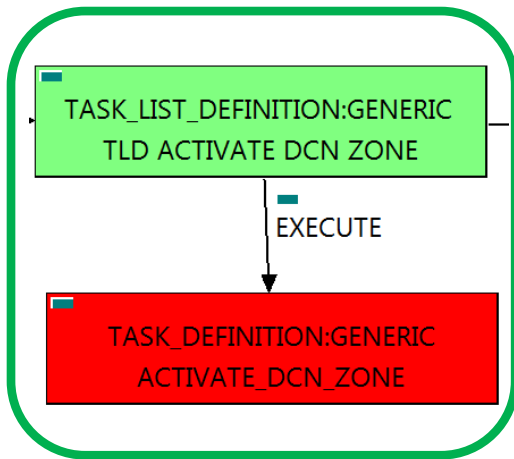 TASK_LIST_DEFINITION:GENERIC
TLD ACTIVATE DCN ZONE
EXECUTE
TASK_DEFINITION:GENERIC
ACTIVATE_DCN_ZONE